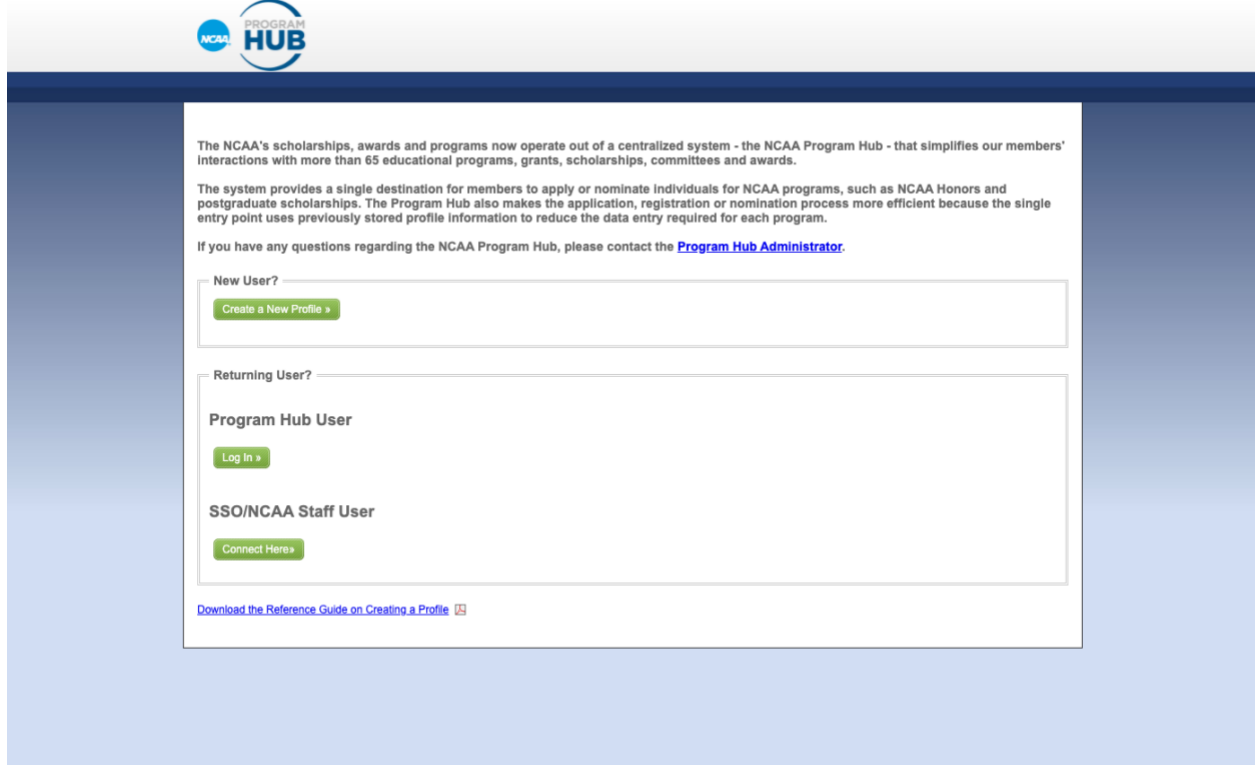 NCAA
PROGRAM
HUB
The NCAA's scholarships, awards and programs now operate out of a centralized system - the NCAA Program Hub - that simplifies our members'
interactions with more than 65 educational programs, grants, scholarships, committees and awards.
The system provides a single destination for members to apply or nominate individuals for NCAA programs, such as NCAA Honors and
postgraduate scholarships. The Program Hub also makes the application, registration or nomination process more efficient because the single
entry point uses previously stored profile information to reduce the data entry required for each program.
If you have any questions regarding the NCAA Program Hub, please contact the Program Hub Administrator.
New User?
Create a New Profile »
Returning User?
Program Hub User
Log In »
SSO/NCAA Staff User
Connect Here»
Download the Reference Guide on Creating a Profile